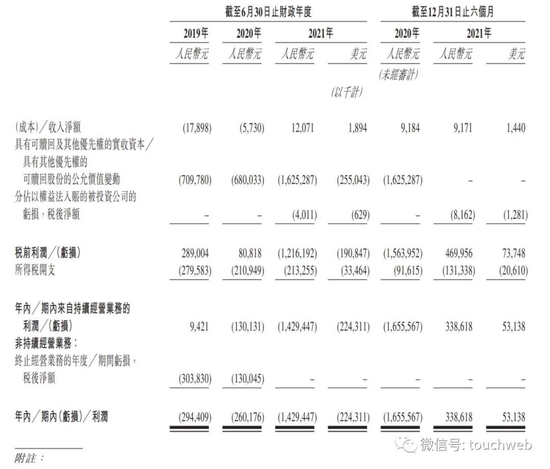 截至6月30日止財政年度 截至12月31日止六個月
2019年 2020年 2021年 2020年 2021年
人民幣元 人民幣元 人民幣元 美元 人民幣元 人民幣元 美元
(未經審計)
(以千計)
(成本)╱收入淨額 (17,898) (5,730) 12,071 1,894 9,184 9,171 1,440
具有可贖回及其他優先權的實收資本╱
具有其他優先權的
可贖回股份的公允價值變動 (709,780) (680,033) (1,625,287) (255,043) (1,625,287) – –
分佔以權益法入賬的被投資公司的
虧損，稅後淨額 – – (4,011) (629) – (8,162) (1,281)
稅前利潤╱(虧損) 289,004 80,818 (1,216,192) (190,847) (1,563,952) 469,956 73,748
所得稅開支 (279,583) (210,949) (213,255) (33,464) (91,615) (131,338) (20,610)
年內╱期內來自持續經營業務的
利潤╱(虧損) 9,421 (130,131) (1,429,447) (224,311) (1,655,567) 338,618 53,138
非持續經營業務：
終止經營業務的年度╱期間虧損，
稅後淨額 (303,830) (130,045) – – – – –
年內╱期內(虧損)╱利潤 (294,409) (260,176) (1,429,447) (224,311) (1,655,567) 338,618 53,138
附註：
微信号: touchweb